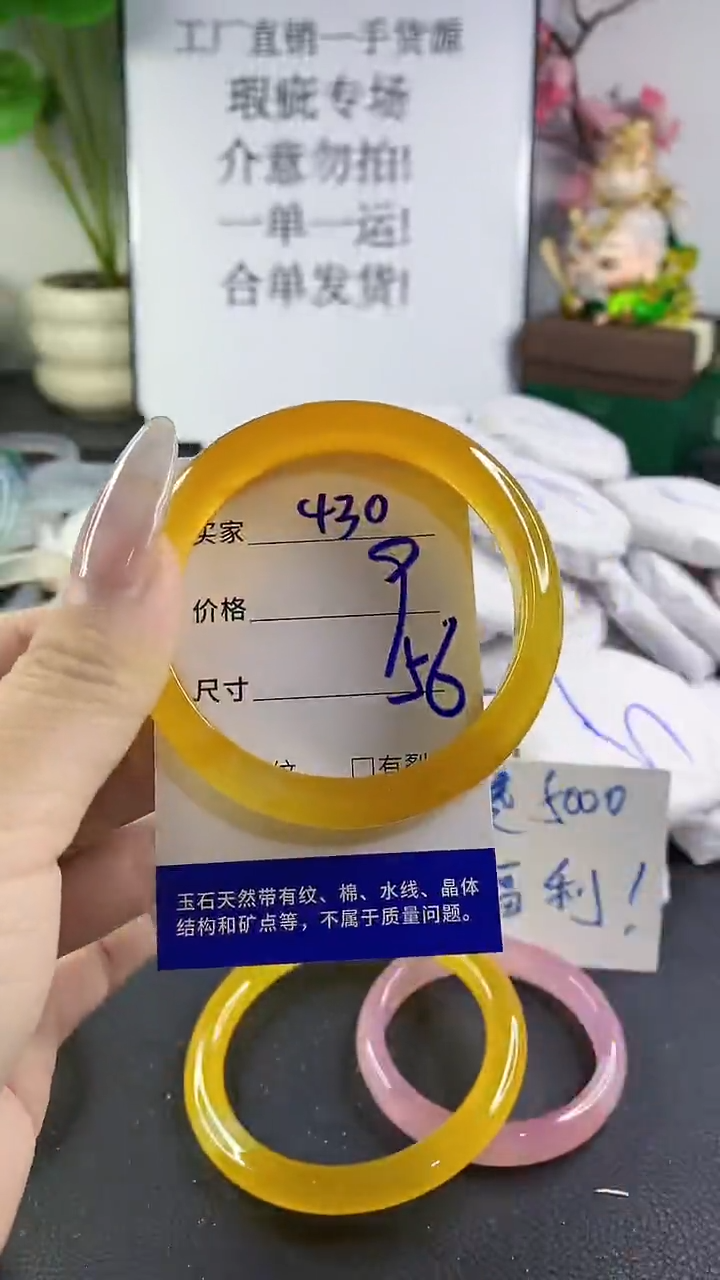 工厂直销一手货源
瑕疵专场
介意勿拍!
一单一运!
合单发货!
买家 430
价格 9
尺寸 56
纹 □有裂
玉石天然带有纹、棉、水线、晶体
结构和矿点等，不属于质量问题。
5000
福利!